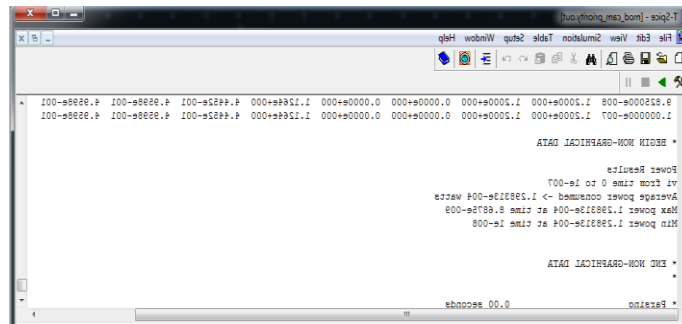 T-Spice - [mod_cam_priority.out]
File Edit View Simulation Table Setup Window Help
9.825000e-008 1.2000e+000 1.2000e+000 0.0000e+000 0.0000e+000 1.1264e+000 4.4452e-001 4.9598e-001 4.9598e-001
1.000000e-007 1.2000e+000 1.2000e+000 0.0000e+000 0.0000e+000 1.1264e+000 4.4452e-001 4.9598e-001 4.9598e-001
* BEGIN NON-GRAPHICAL DATA
Power Results
vi from time 0 to 1e-007
Average power consumed -> 1.298313e-004 watts
Max power 1.298313e-004 at time 8.6875e-009
Min power 1.298313e-004 at time 1e-008
* END NON-GRAPHICAL DATA
*
* Parsing 0.00 seconds